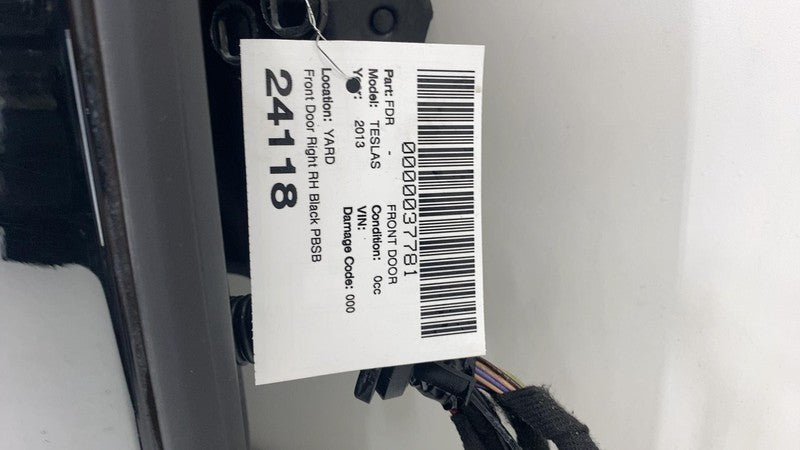 0000037781
Part: FDR - FRONT DOOR
Model: TESLAS Condition: 0cc
Year: 2013 VIN:
Damage Code: 000
Location: YARD
Front Door Right RH Black PBSB
24118